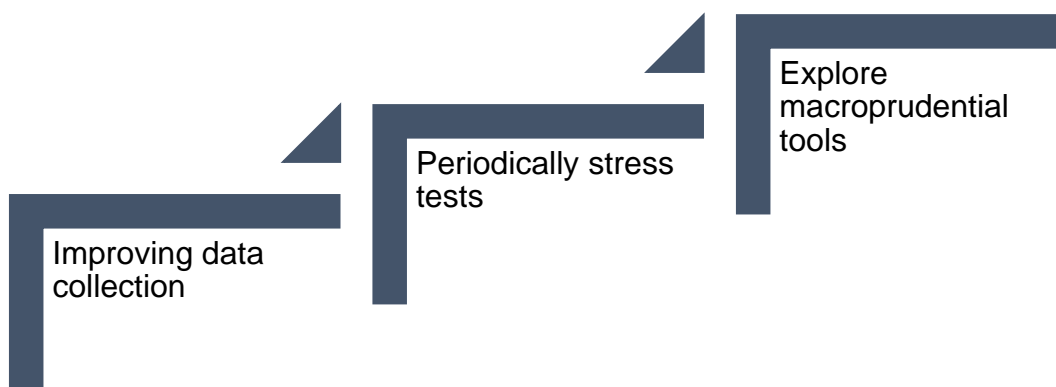 Improving data
collection
Periodically stress
tests
Explore
macroprudential
tools